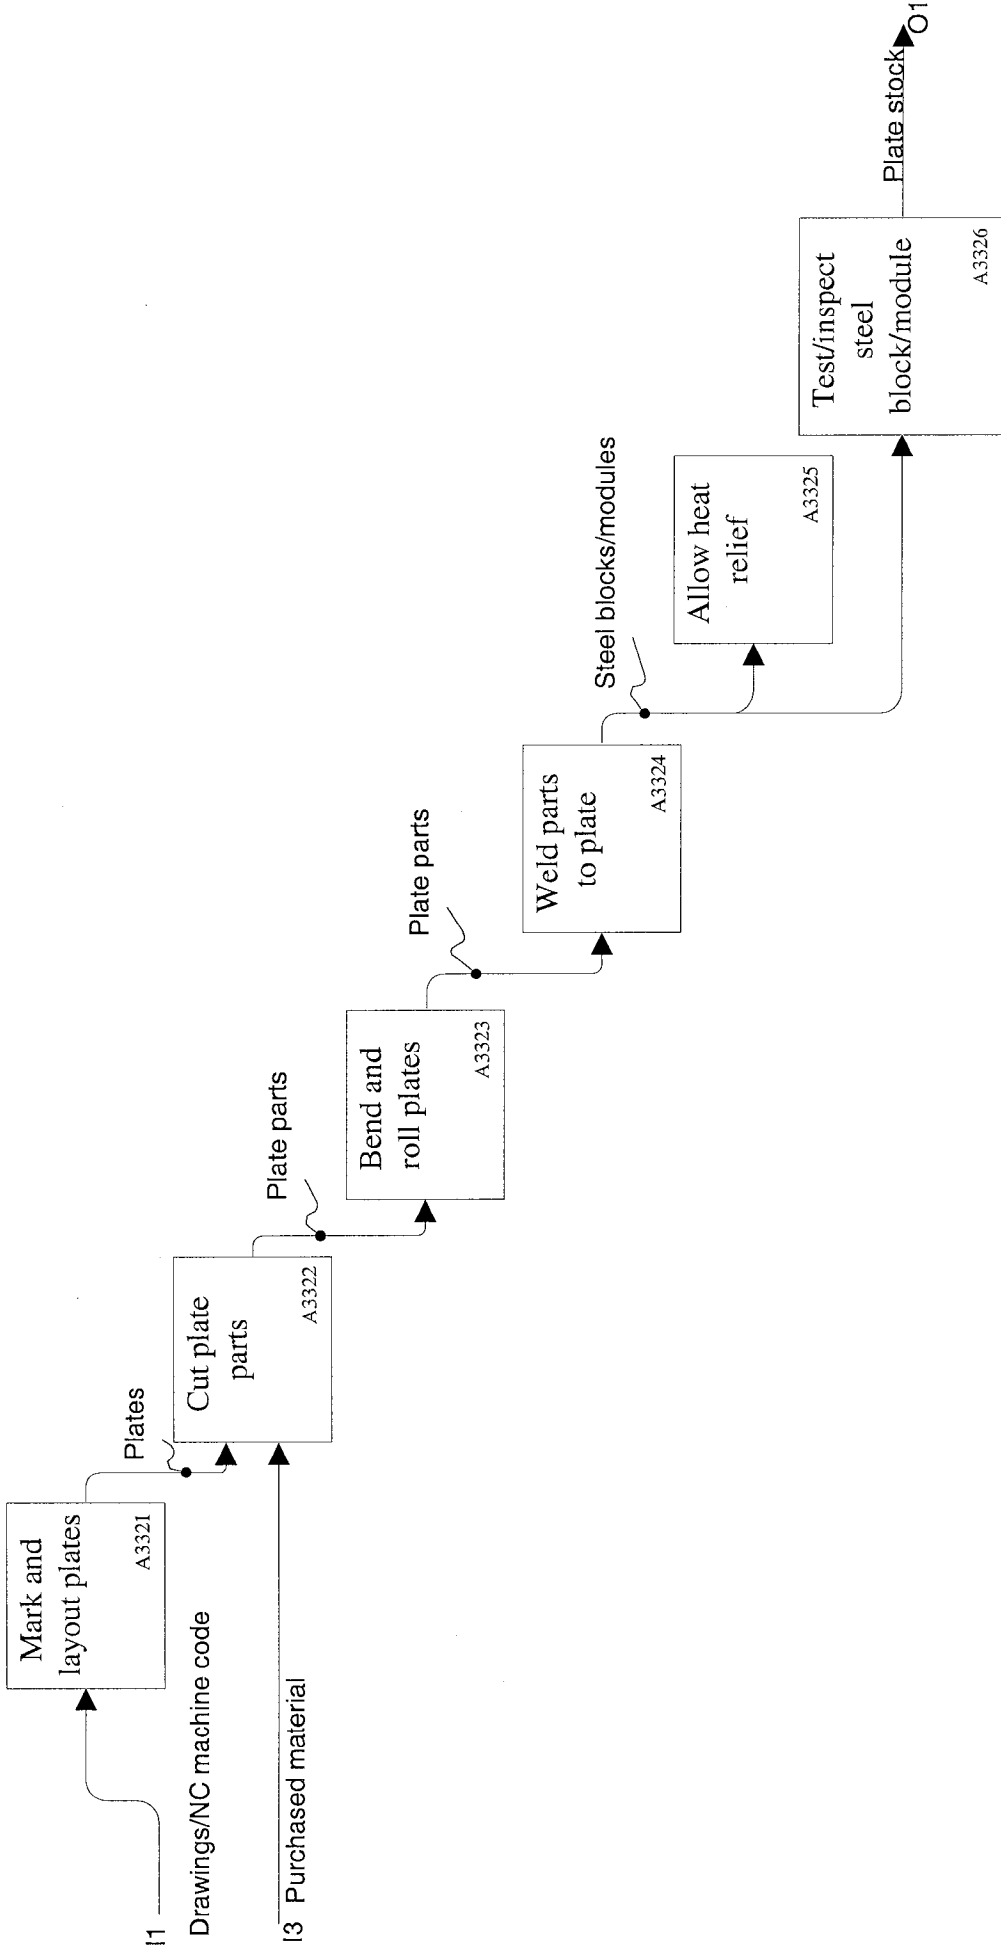 I1
Drawings/NC machine code
I3 Purchased material
Mark and
layout plates
A3321
Plates
Cut plate
parts
A3322
Plate parts
Bend and
roll plates
A3323
Plate parts
Weld parts
to plate
A3324
Steel blocks/modules
Allow heat
relief
A3325
Test/inspect
steel
block/module
A3326
Plate stock
O1